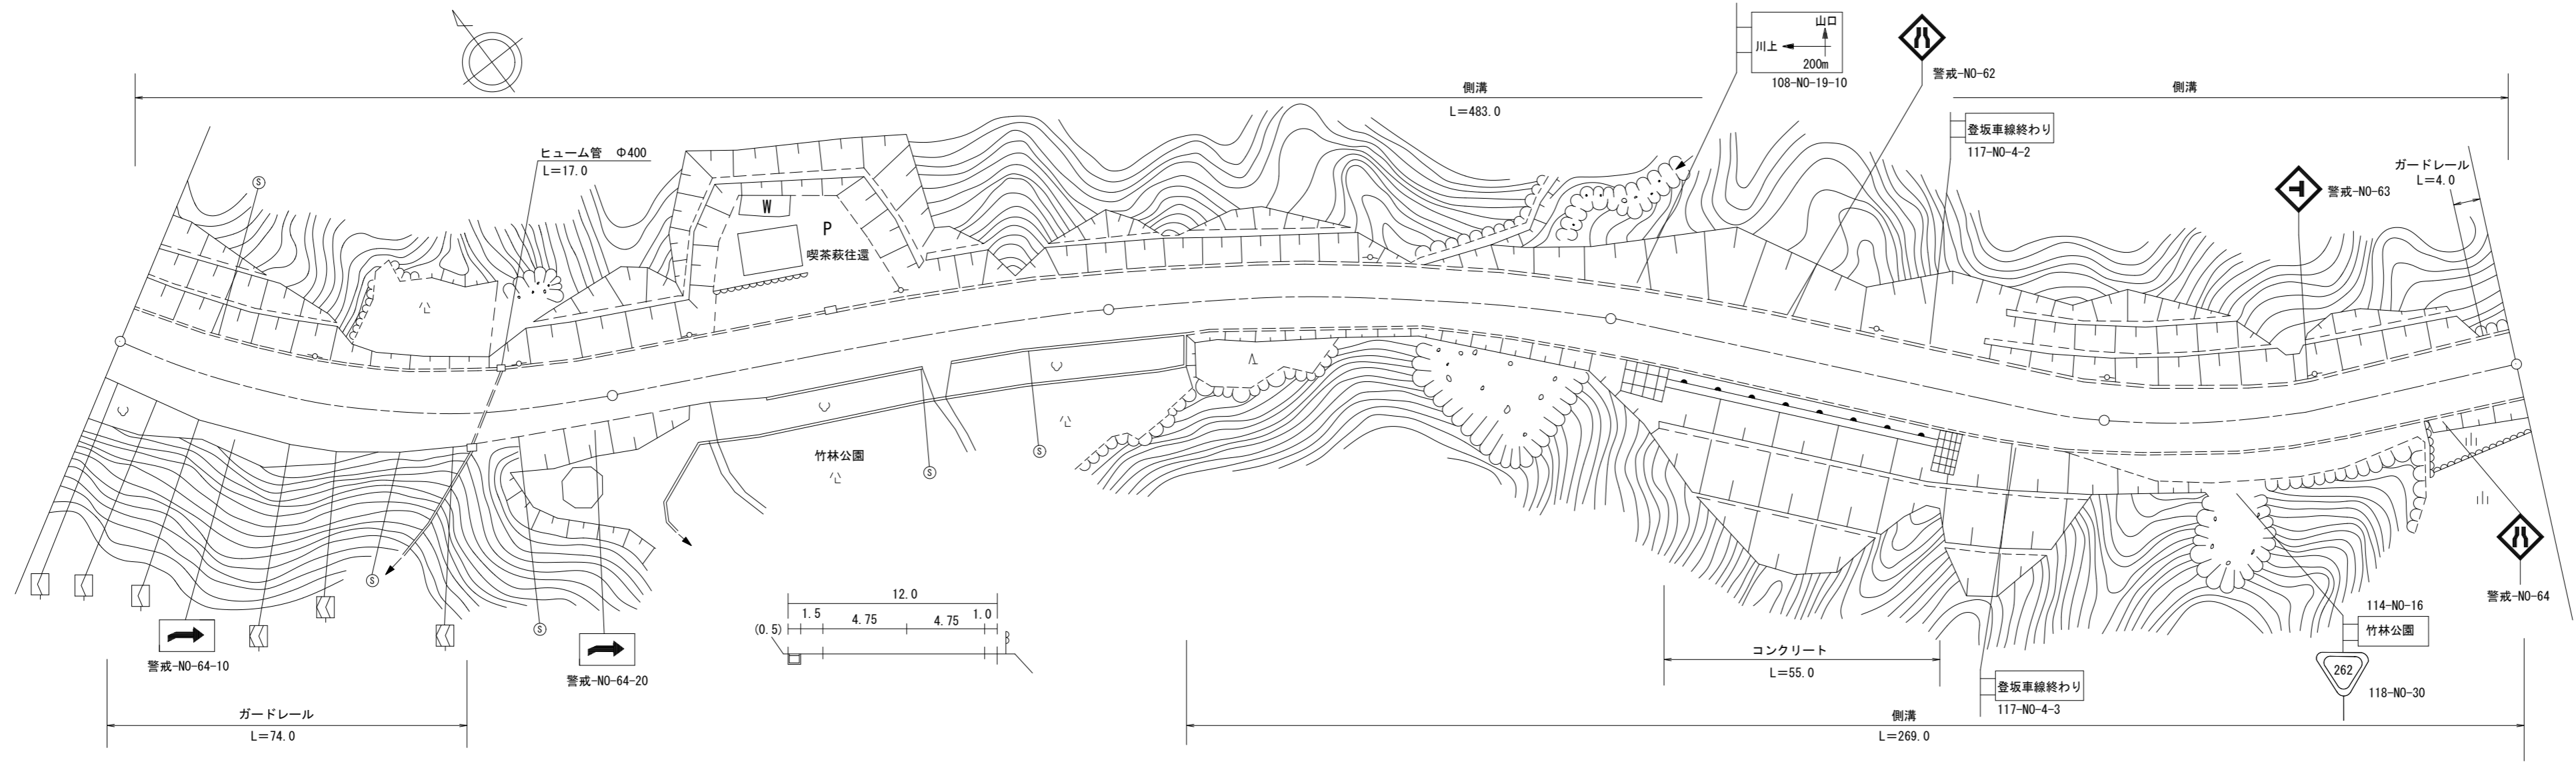 山口
川上
200m
108-NO-19-10
警戒-NO-62
側溝
L=483.0
側溝
登坂車線終わり
117-NO-4-2
ヒューム管 Φ400
L=17.0
ガードレール
L=4.0
警戒-NO-63
S
W
P
喫茶萩往還
竹林公園
S
S
S
S
12.0
1.5
4.75
4.75
1.0
(0.5)
警戒-NO-64-10
警戒-NO-64-20
ガードレール
L=74.0
コンクリート
L=55.0
登坂車線終わり
117-NO-4-3
警戒-NO-64
114-NO-16
竹林公園
262
118-NO-30
側溝
L=269.0